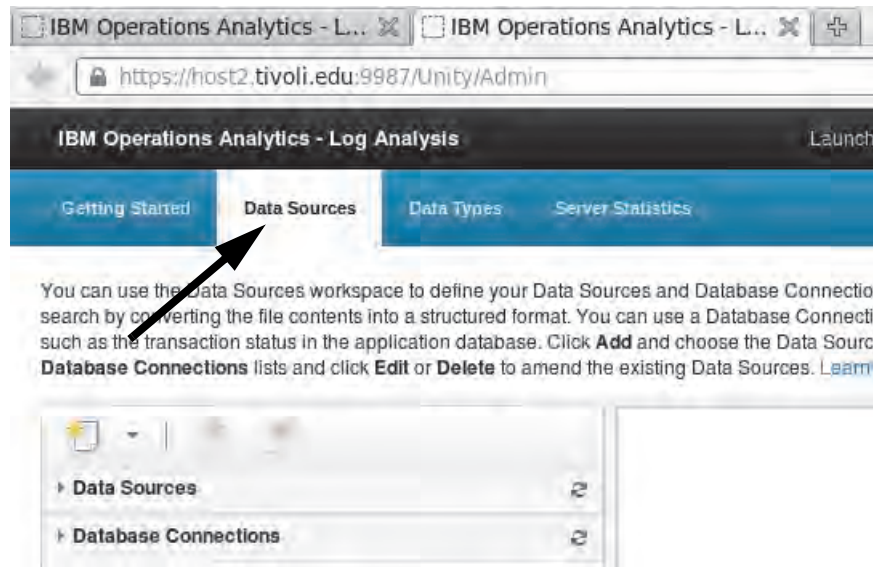 IBM Operations Analytics - L... IBM Operations Analytics - L...
https://host2.tivoli.edu:9987/Unity/Admin
IBM Operations Analytics - Log Analysis Launch
Getting Started Data Sources Data Types Server Statistics
You can use the Data Sources workspace to define your Data Sources and Database Connectio
search by converting the file contents into a structured format. You can use a Database Connecti
such as the transaction status in the application database. Click Add and choose the Data Sourc
Database Connections lists and click Edit or Delete to amend the existing Data Sources. Learn
Data Sources
Database Connections